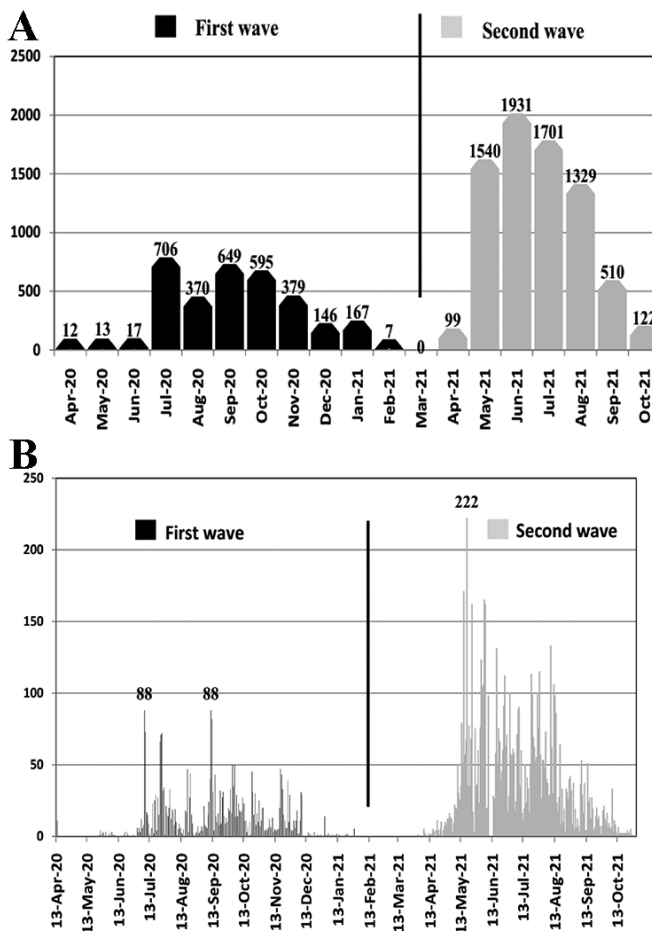 A
First wave
Second wave
2500
2000
1500
1000
500
0
12
13
17
706
370
649
595
379
146
167
7
0
99
1540
1931
1701
1329
510
122
Apr-20
May-20
Jun-20
Jul-20
Aug-20
Sep-20
Oct-20
Nov-20
Dec-20
Jan-21
Feb-21
Mar-21
Apr-21
May-21
Jun-21
Jul-21
Aug-21
Sep-21
Oct-21
B
First wave
Second wave
250
200
150
100
50
0
88
88
222
13-Apr-20
13-May-20
13-Jun-20
13-Jul-20
13-Aug-20
13-Sep-20
13-Oct-20
13-Nov-20
13-Dec-20
13-Jan-21
13-Feb-21
13-Mar-21
13-Apr-21
13-May-21
13-Jun-21
13-Jul-21
13-Aug-21
13-Sep-21
13-Oct-21